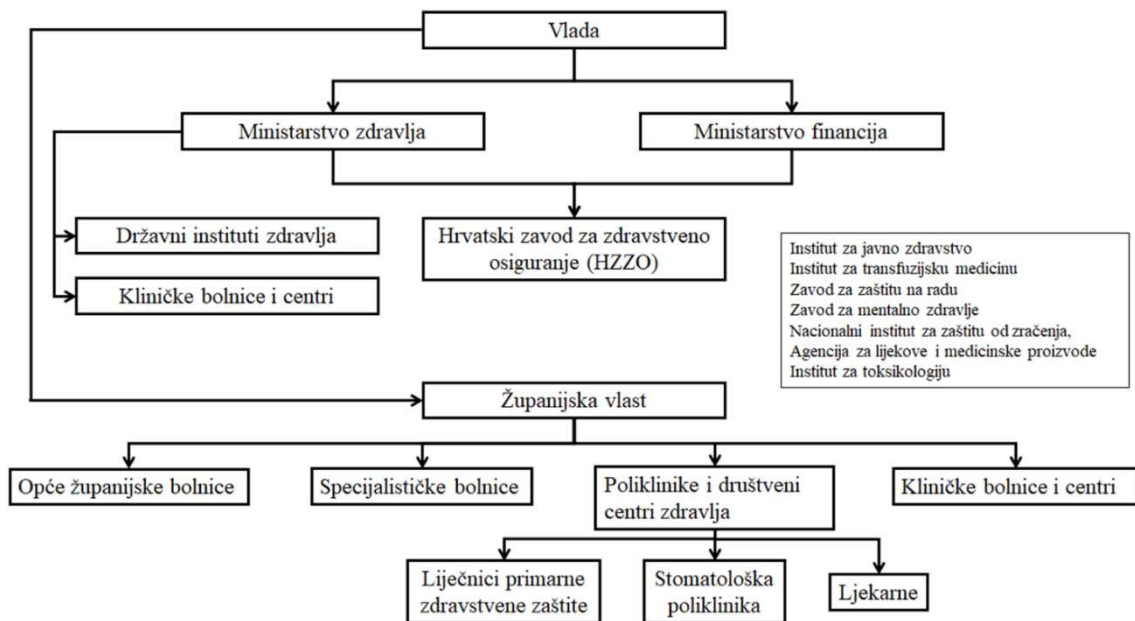 Vlada
Ministarstvo zdravlja
Ministarstvo financija
Državni instituti zdravlja
Hrvatski zavod za zdravstveno
osiguranje (HZZO)
Kliničke bolnice i centri
Institut za javno zdravstvo
Institut za transfuzijsku medicinu
Zavod za zaštitu na radu
Zavod za mentalno zdravlje
Nacionalni institut za zaštitu od zračenja,
Agencija za lijekove i medicinske proizvode
Institut za toksikologiju
Županijska vlast
Opće županijske bolnice
Specijalističke bolnice
Poliklinike i društveni
centri zdravlja
Kliničke bolnice i centri
Liječnici primarne
zdravstvene zaštite
Stomatološka
poliklinika
Ljekarne